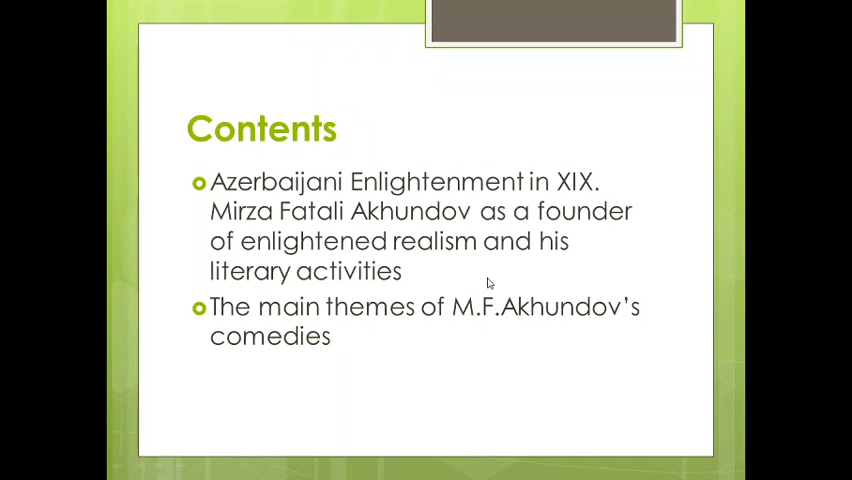 Contents
Azerbaijani Enlightenment in XIX.
Mirza Fatali Akhundov as a founder
of enlightened realism and his
literary activities
The main themes of M.F.Akhundov’s
comedies